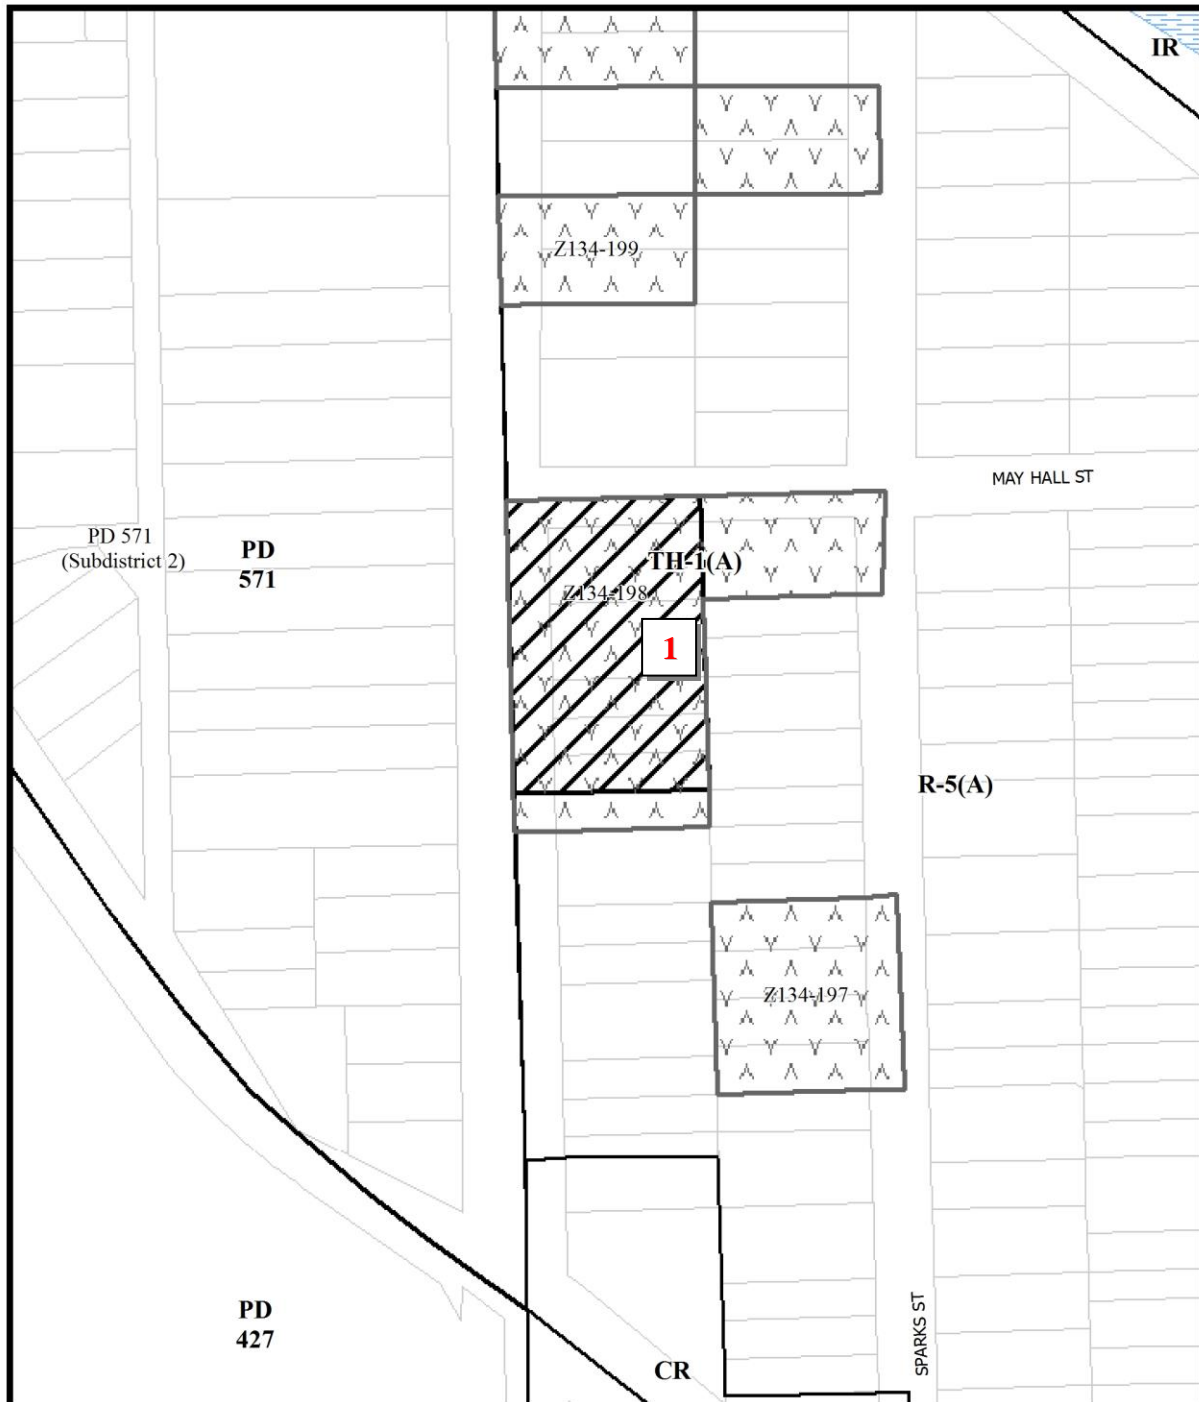 IR
Z134-199
MAY HALL ST
PD 571
(Subdistrict 2)
PD
571
TH-1(A)
Z134-198
1
R-5(A)
Z134-197
PD
427
CR
SPARKS ST